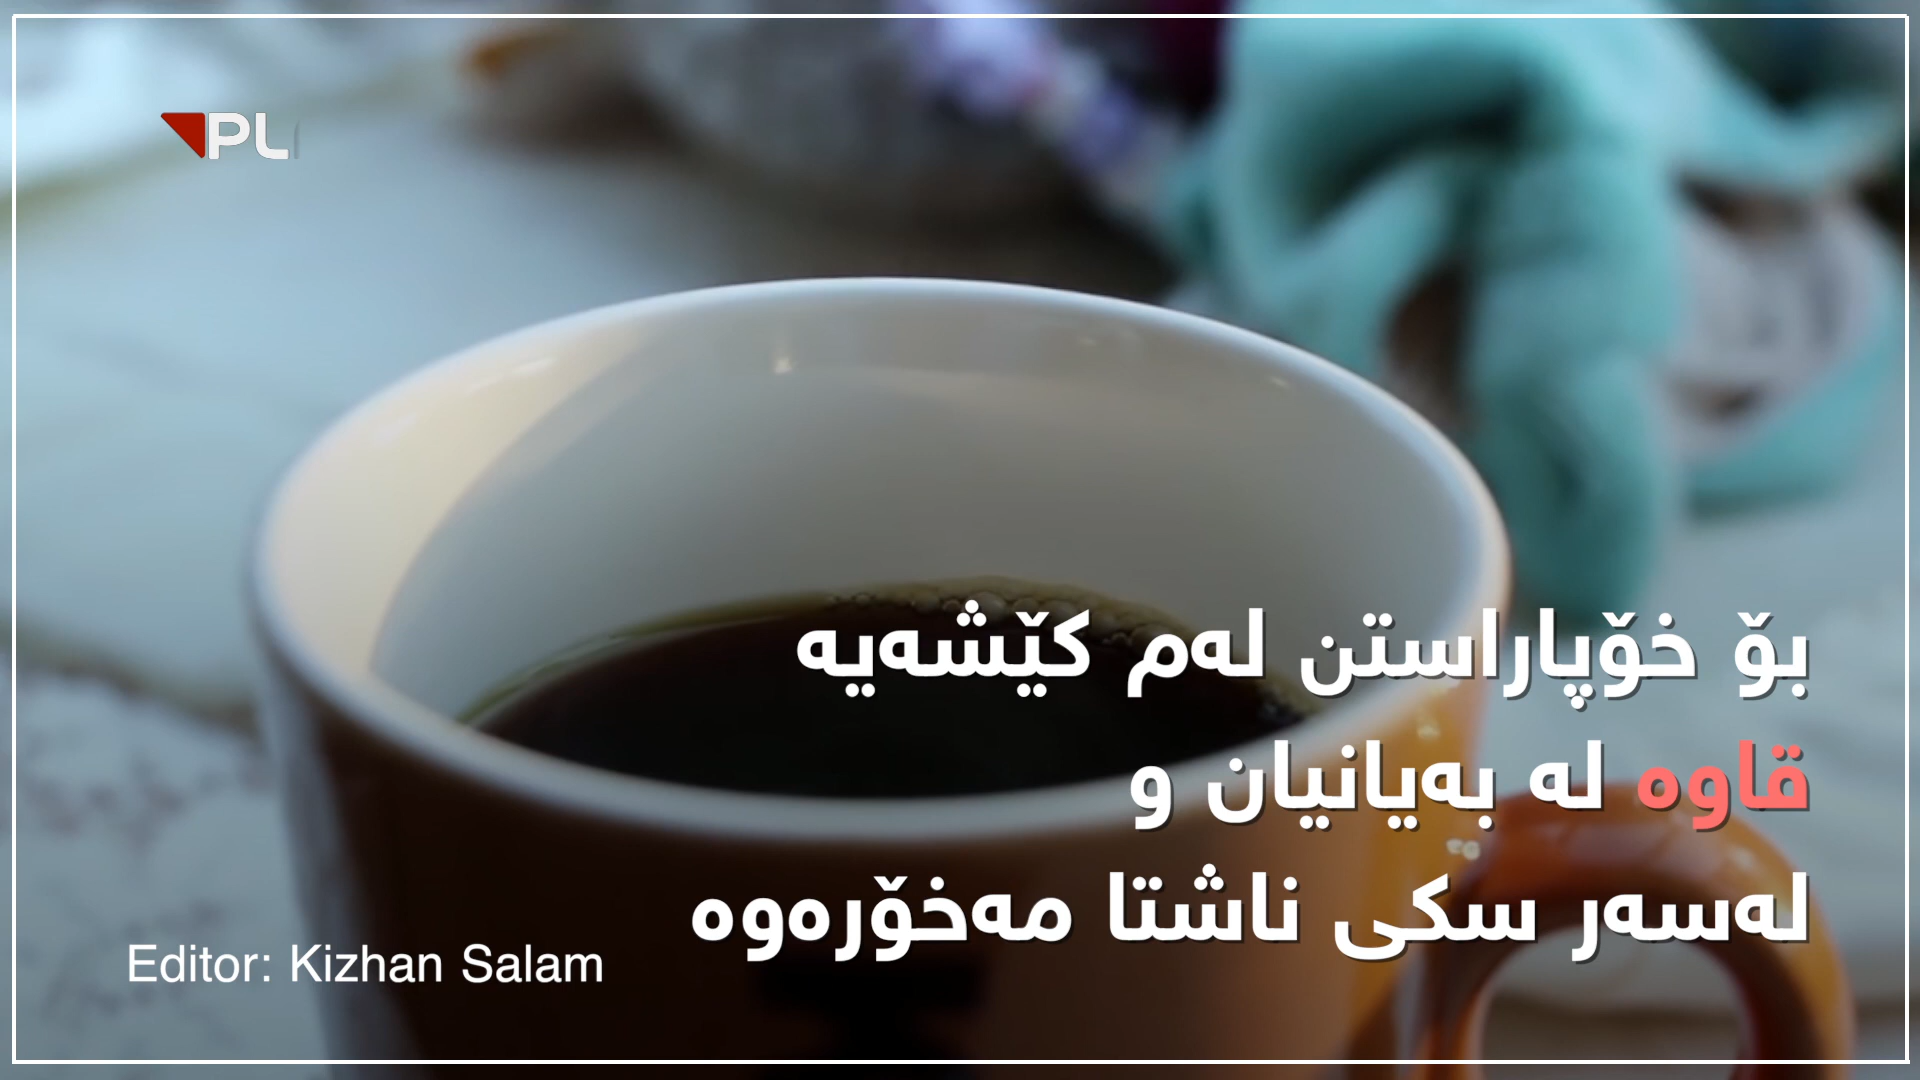 PL
بۆ خۆپاراستن لەم کێشەیە
قاوە لە بەیانیان و
لەسەر سکی ناشتا مەخۆرەوە
Editor: Kizhan Salam